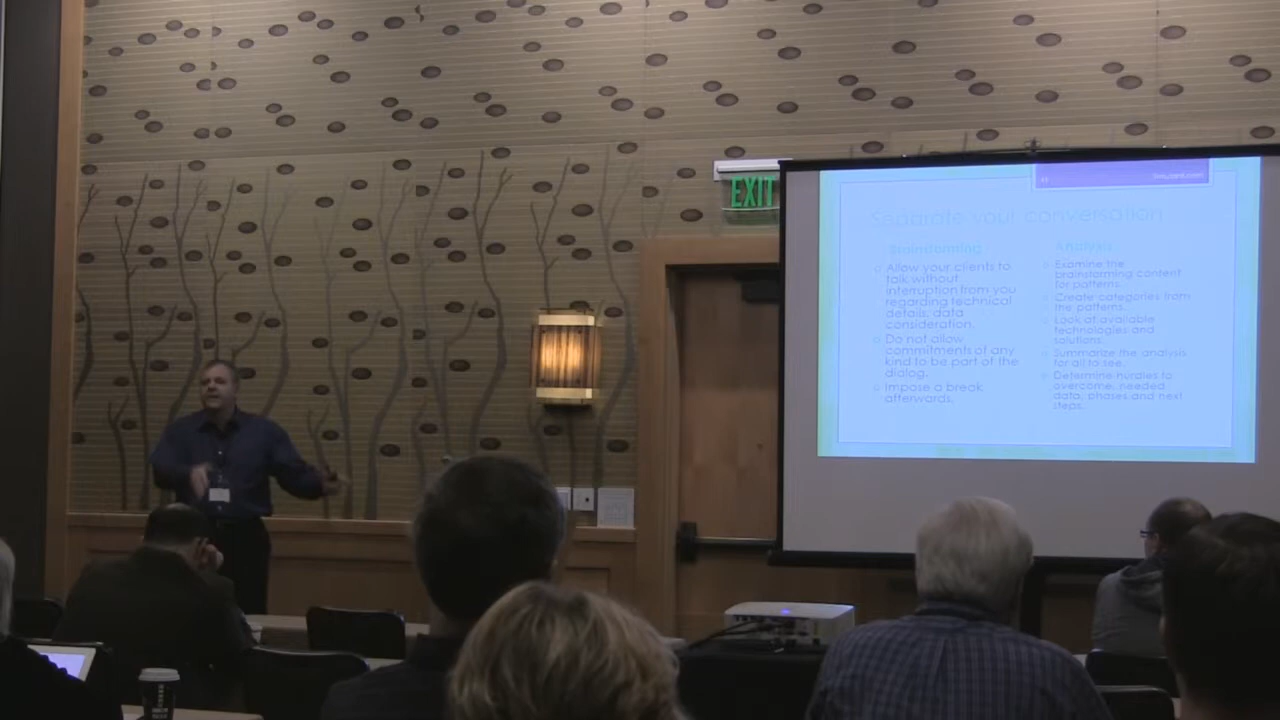 EXIT
Separate your conversation
Brainstorming
Allow your clients to
talk without
interruption from you
regarding technical
details, data
consideration.
Do not allow
commitments of any
kind to be part of the
dialog.
Impose a break
afterwards.
Analysis
Examine the
brainstorming content
for patterns.
Create categories from
the patterns.
Look at available
technologies and
solutions.
Summarize the analysis
for all to see.
Determine hurdles to
overcome, needed
data, phases and next
steps.